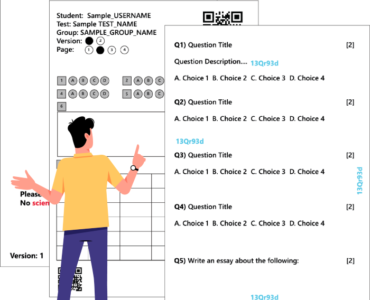 Student: Sample_USERNAME
Test: Sample TEST_NAME
Group: SAMPLE_GROUP_NAME
Version:
Page:
Version: 1
No scien
Q1) Question Title [2]
Question Description... 13Qr93d
A. Choice 1 B. Choice 2 C. Choice 3 D. Choice 4
Q2) Question Title [2]
A. Choice 1 B. Choice 2 C. Choice 3 D. Choice 4
13Qr93d
Q3) Question Title [2]
A. Choice 1 B. Choice 2 C. Choice 3 D. Choice 4
13Qr93d
Q4) Question Title [2]
A. Choice 1 B. Choice 2 C. Choice 3 D. Choice 4
Q5) Write an essay about the following: [2]
13Qr93d